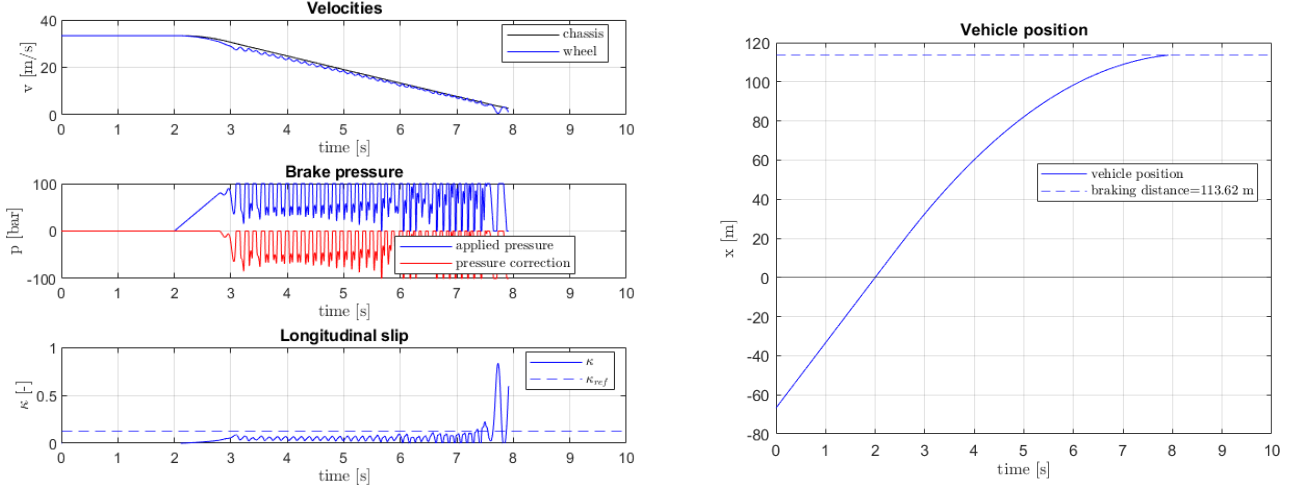 Velocities
40
20
0
v [m/s]
chassis
wheel
0 1 2 3 4 5 6 7 8 9 10
time [s]
Brake pressure
100
0
-100
p [bar]
applied pressure
pressure correction
0 1 2 3 4 5 6 7 8 9 10
time [s]
Longitudinal slip
1
0.5
0
κ [-]
κ
κref
0 1 2 3 4 5 6 7 8 9 10
time [s]
Vehicle position
120
100
80
60
40
20
0
-20
-40
-60
-80
x [m]
vehicle position
braking distance=113.62 m
0 1 2 3 4 5 6 7 8 9 10
time [s]